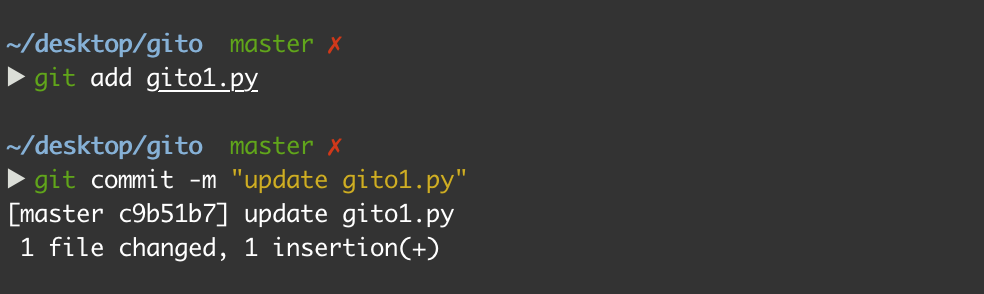 ~/desktop/gito master ✗
▶ git add gito1.py
~/desktop/gito master ✗
▶ git commit -m "update gito1.py"
[master c9b51b7] update gito1.py
1 file changed, 1 insertion(+)